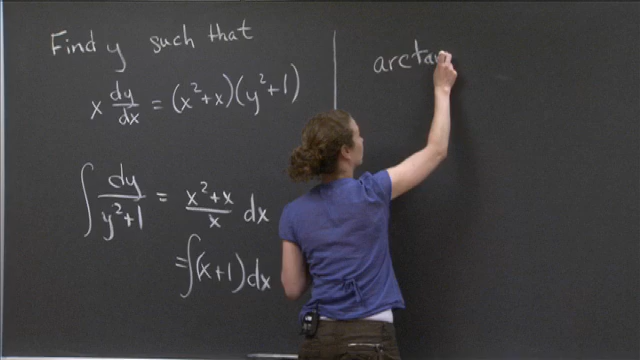 Find y such that
x dy/dx = (x²+x)(y²+1)
∫ dy/y²+1 = x²+x/x dx
=∫(x+1)dx
arctan